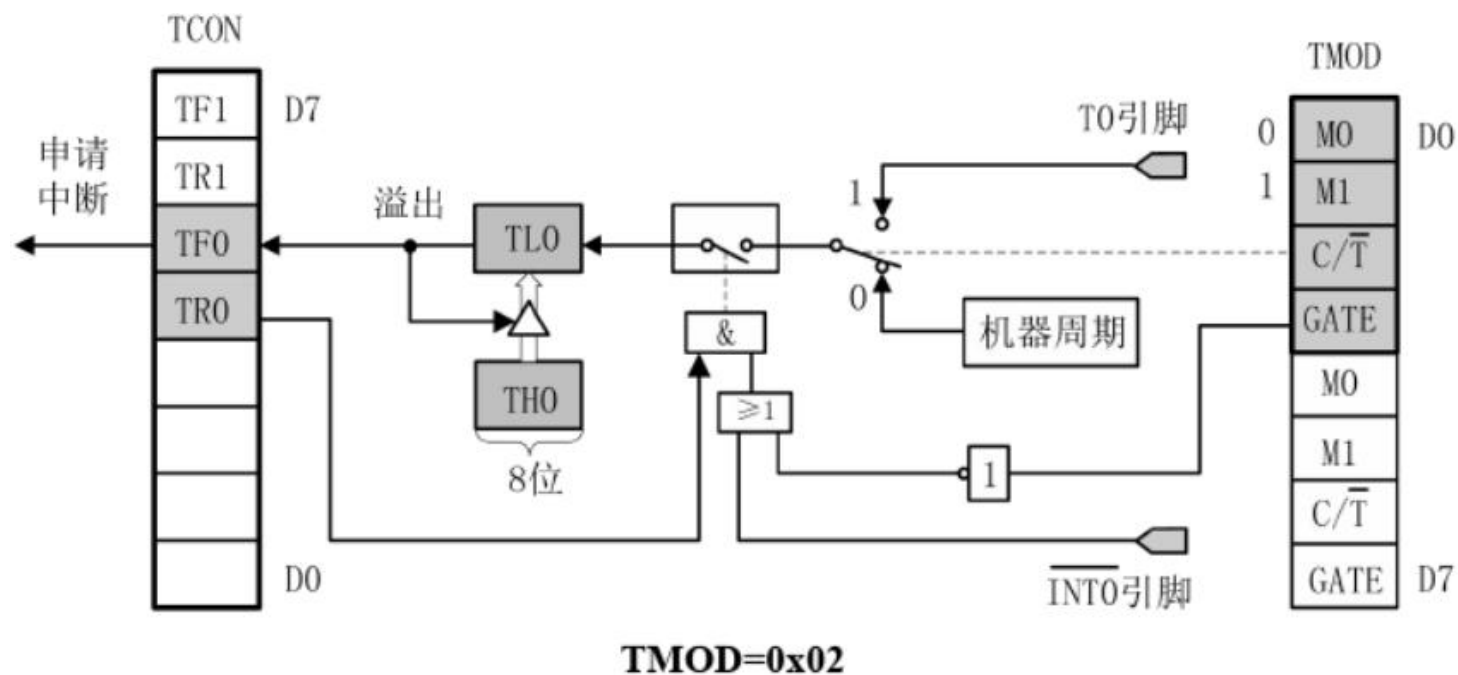 TCON
TMOD
TF1 D7
TR1
TF0
TR0
D0
申请
中断
溢出
TL0
TH0
8位
&
≥1
1
T0引脚
1
0
机器周期
INT0引脚
0 M0 D0
1 M1
C/T
GATE
M0
M1
C/T
GATE D7
TMOD=0x02